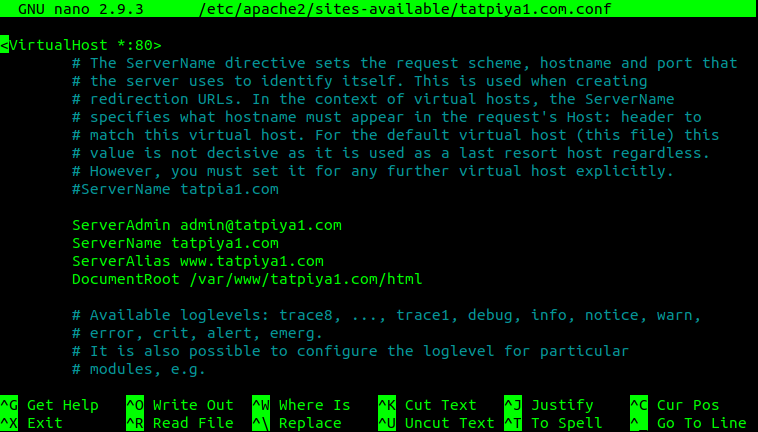 GNU nano 2.9.3 /etc/apache2/sites-available/tatpiya1.com.conf
<VirtualHost *:80>
# The ServerName directive sets the request scheme, hostname and port that
# the server uses to identify itself. This is used when creating
# redirection URLs. In the context of virtual hosts, the ServerName
# specifies what hostname must appear in the request's Host: header to
# match this virtual host. For the default virtual host (this file) this
# value is not decisive as it is used as a last resort host regardless.
# However, you must set it for any further virtual host explicitly.
#ServerName tatpia1.com
ServerAdmin admin@tatpiya1.com
ServerName tatpiya1.com
ServerAlias www.tatpiya1.com
DocumentRoot /var/www/tatpiya1.com/html
# Available loglevels: trace8, ..., trace1, debug, info, notice, warn,
# error, crit, alert, emerg.
# It is also possible to configure the loglevel for particular
# modules, e.g.
^G Get Help ^O Write Out ^W Where Is ^K Cut Text ^J Justify ^C Cur Pos
^X Exit ^R Read File ^\ Replace ^U Uncut Text ^T To Spell ^_ Go To Line